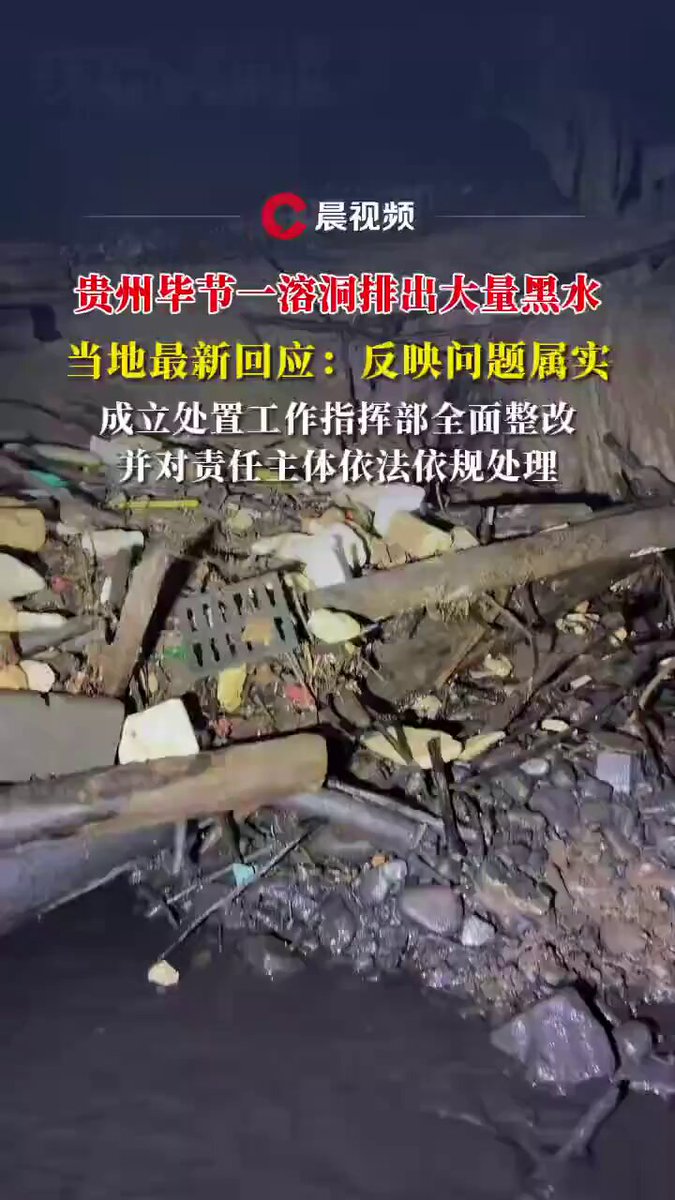 晨视频
贵州毕节一溶洞排出大量黑水
当地最新回应：反映问题属实
成立处置工作指挥部全面整改
并对责任主体依法依规处理